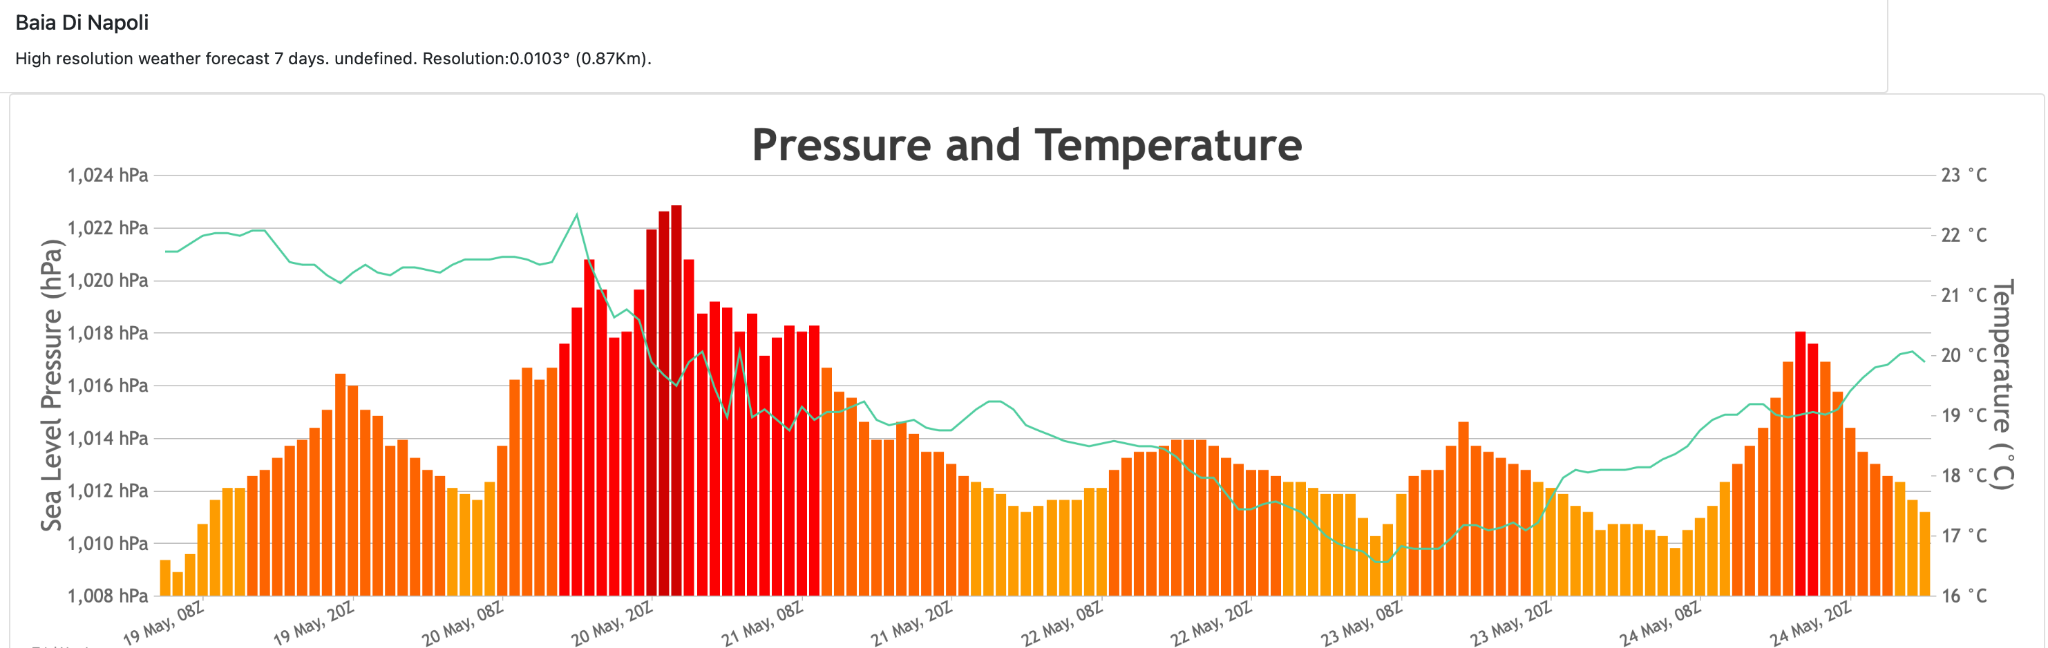 Baia Di Napoli
High resolution weather forecast 7 days. undefined. Resolution:0.0103° (0.87Km).
Pressure and Temperature
1,024 hPa
1,022 hPa
1,020 hPa
1,018 hPa
1,016 hPa
1,014 hPa
1,012 hPa
1,010 hPa
1,008 hPa
Sea Level Pressure (hPa)
23 °C
22 °C
21 °C
20 °C
19 °C
18 °C
17 °C
16 °C
Temperature (°C)
19 May, 08Z
19 May, 20Z
20 May, 08Z
20 May, 20Z
21 May, 08Z
21 May, 20Z
22 May, 08Z
22 May, 20Z
23 May, 08Z
23 May, 20Z
24 May, 08Z
24 May, 20Z